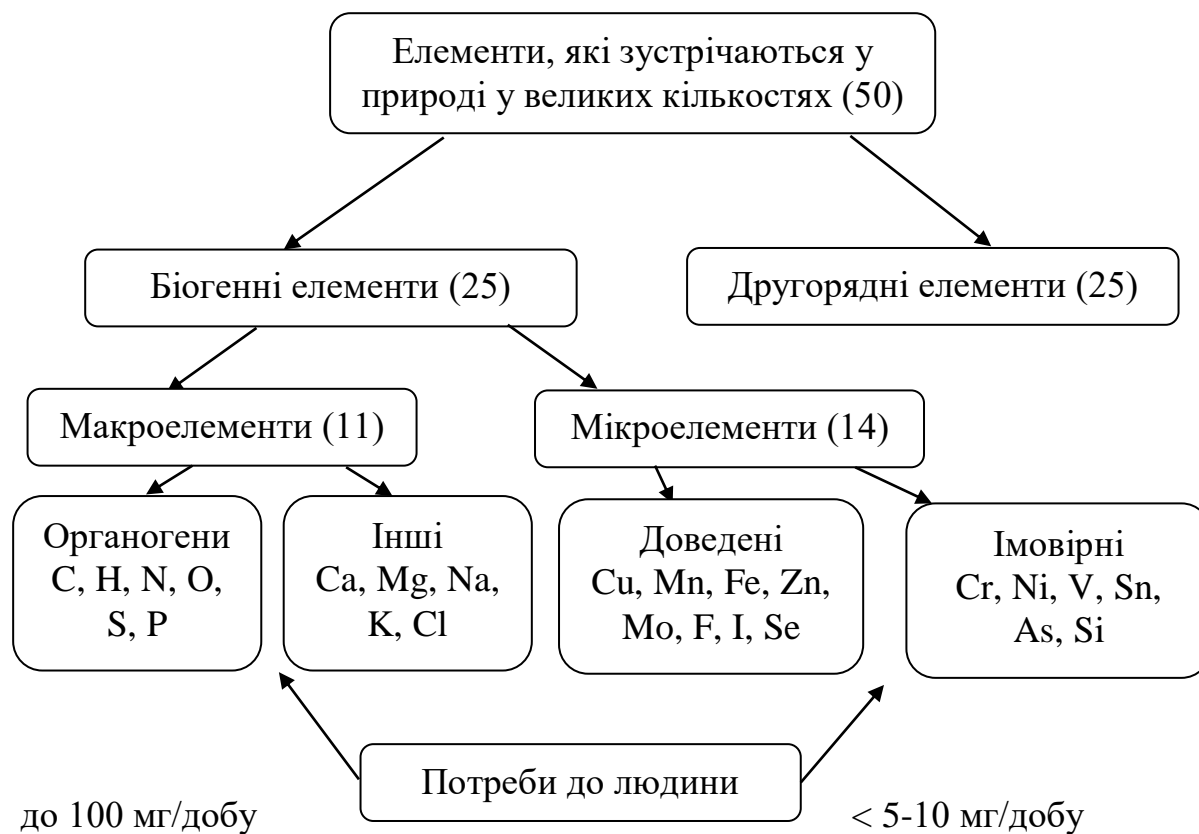 Елементи, які зустрічаються у
природі у великих кількостях (50)
Біогенні елементи (25)
Другорядні елементи (25)
Макроелементи (11)
Мікроелементи (14)
Органогени
C, H, N, O,
S, P
Інші
Ca, Mg, Na,
K, Cl
Доведені
Cu, Mn, Fe, Zn,
Mo, F, I, Se
Імовірні
Cr, Ni, V, Sn,
As, Si
Потреби до людини
до 100 мг/добу
< 5-10 мг/добу